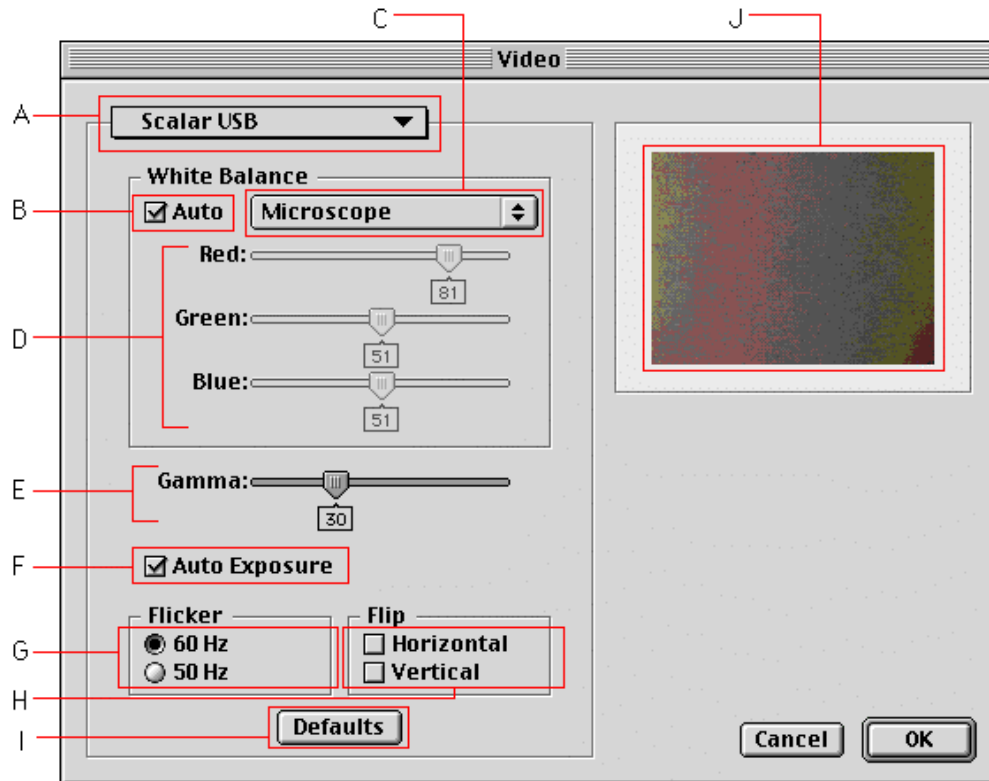 C
J
Video
A
Scalar USB
White Balance
B
Auto
Microscope
Red:
81
D
Green:
51
Blue:
51
E
Gamma:
30
F
Auto Exposure
Flicker
Flip
G
60 Hz
Horizontal
50 Hz
Vertical
H
I
Defaults
Cancel
OK